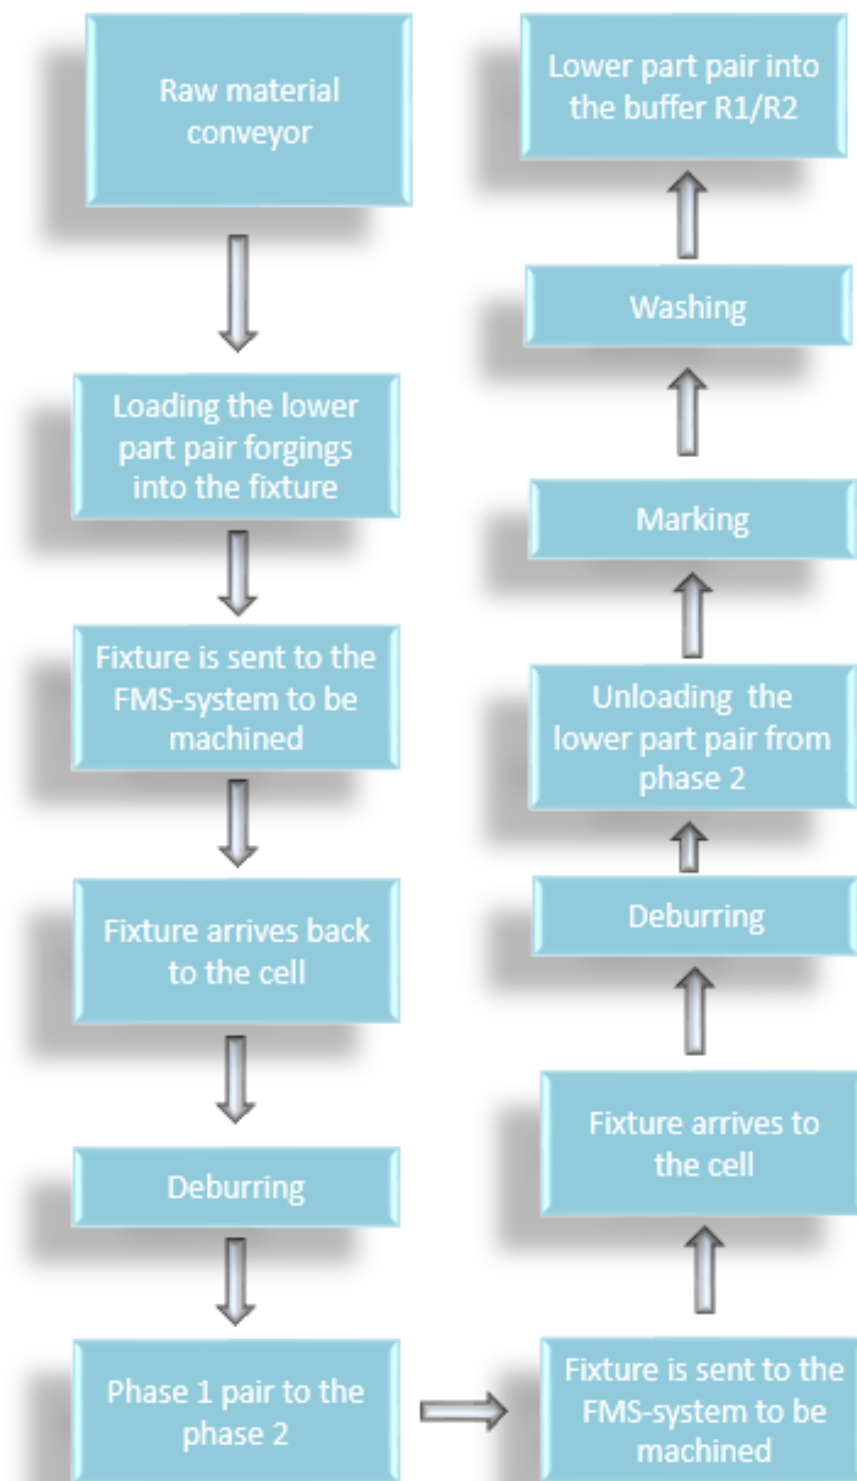 Raw material
conveyor
Loading the lower
part pair forgings
into the fixture
Fixture is sent to the
FMS-system to be
machined
Fixture arrives back
to the cell
Deburring
Phase 1 pair to the
phase 2
Fixture is sent to the
FMS-system to be
machined
Fixture arrives to
the cell
Deburring
Unloading  the
lower part pair from
phase 2
Marking
Washing
Lower part pair into
the buffer R1/R2